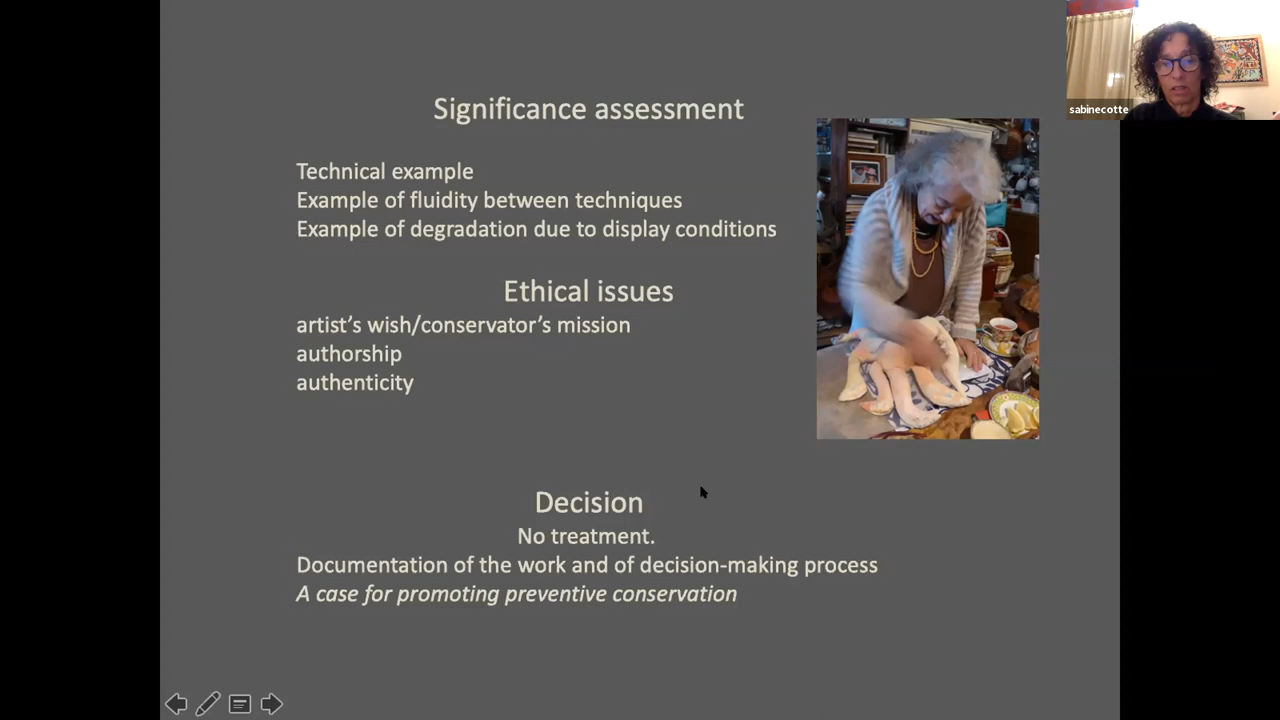 Significance assessment
Technical example
Example of fluidity between techniques
Example of degradation due to display conditions
Ethical issues
artist's wish/conservator's mission
authorship
authenticity
Decision
No treatment.
Documentation of the work and of decision-making process
A case for promoting preventive conservation
sabinecotte